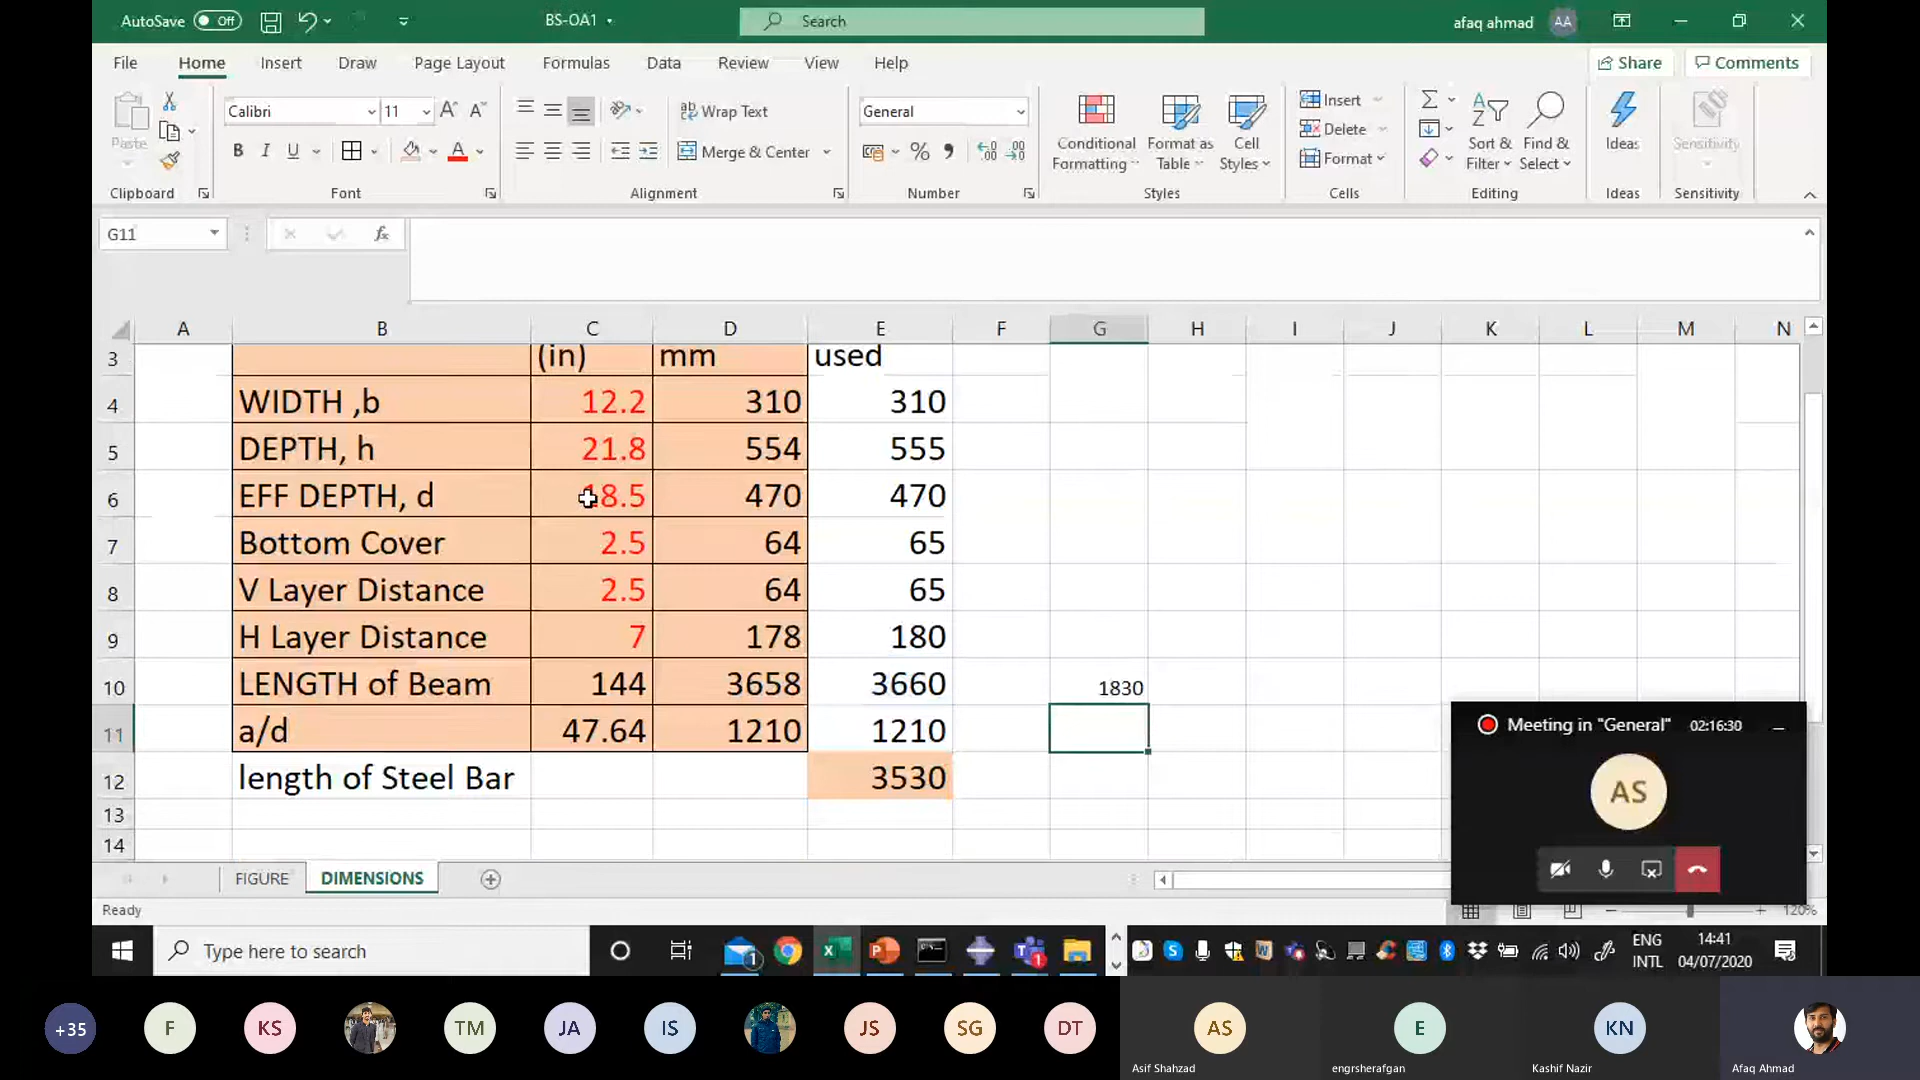 AutoSave Off BS-OA1 Search afaq ahmad AA
File Home Insert Draw Page Layout Formulas Data Review View Help Share Comments
Calibri 11 Wrap Text General Insert
Paste Conditional Format as Cell Delete Sort & Find & Ideas Sensitivity
B I U A Merge & Center % Formatting Table Styles Format Filter Select
Clipboard Font Alignment Number Styles Cells Editing Ideas Sensitivity
G11 fx
A B C D E F G H I J K L M N
3 (in) mm used
4 WIDTH ,b 12.2 310 310
5 DEPTH, h 21.8 554 555
6 EFF DEPTH, d 18.5 470 470
7 Bottom Cover 2.5 64 65
8 V Layer Distance 2.5 64 65
9 H Layer Distance 7 178 180
10 LENGTH of Beam 144 3658 3660 1830
11 a/d 47.64 1210 1210
12 length of Steel Bar 3530
13
14
Meeting in "General" 02:16:30
AS
FIGURE DIMENSIONS
Ready 120%
Type here to search ENG 14:41
INTL 04/07/2020
+35 F KS TM JA IS JS SG DT AS E KN
Asif Shahzad engrsherafgan Kashif Nazir Afaq Ahmad